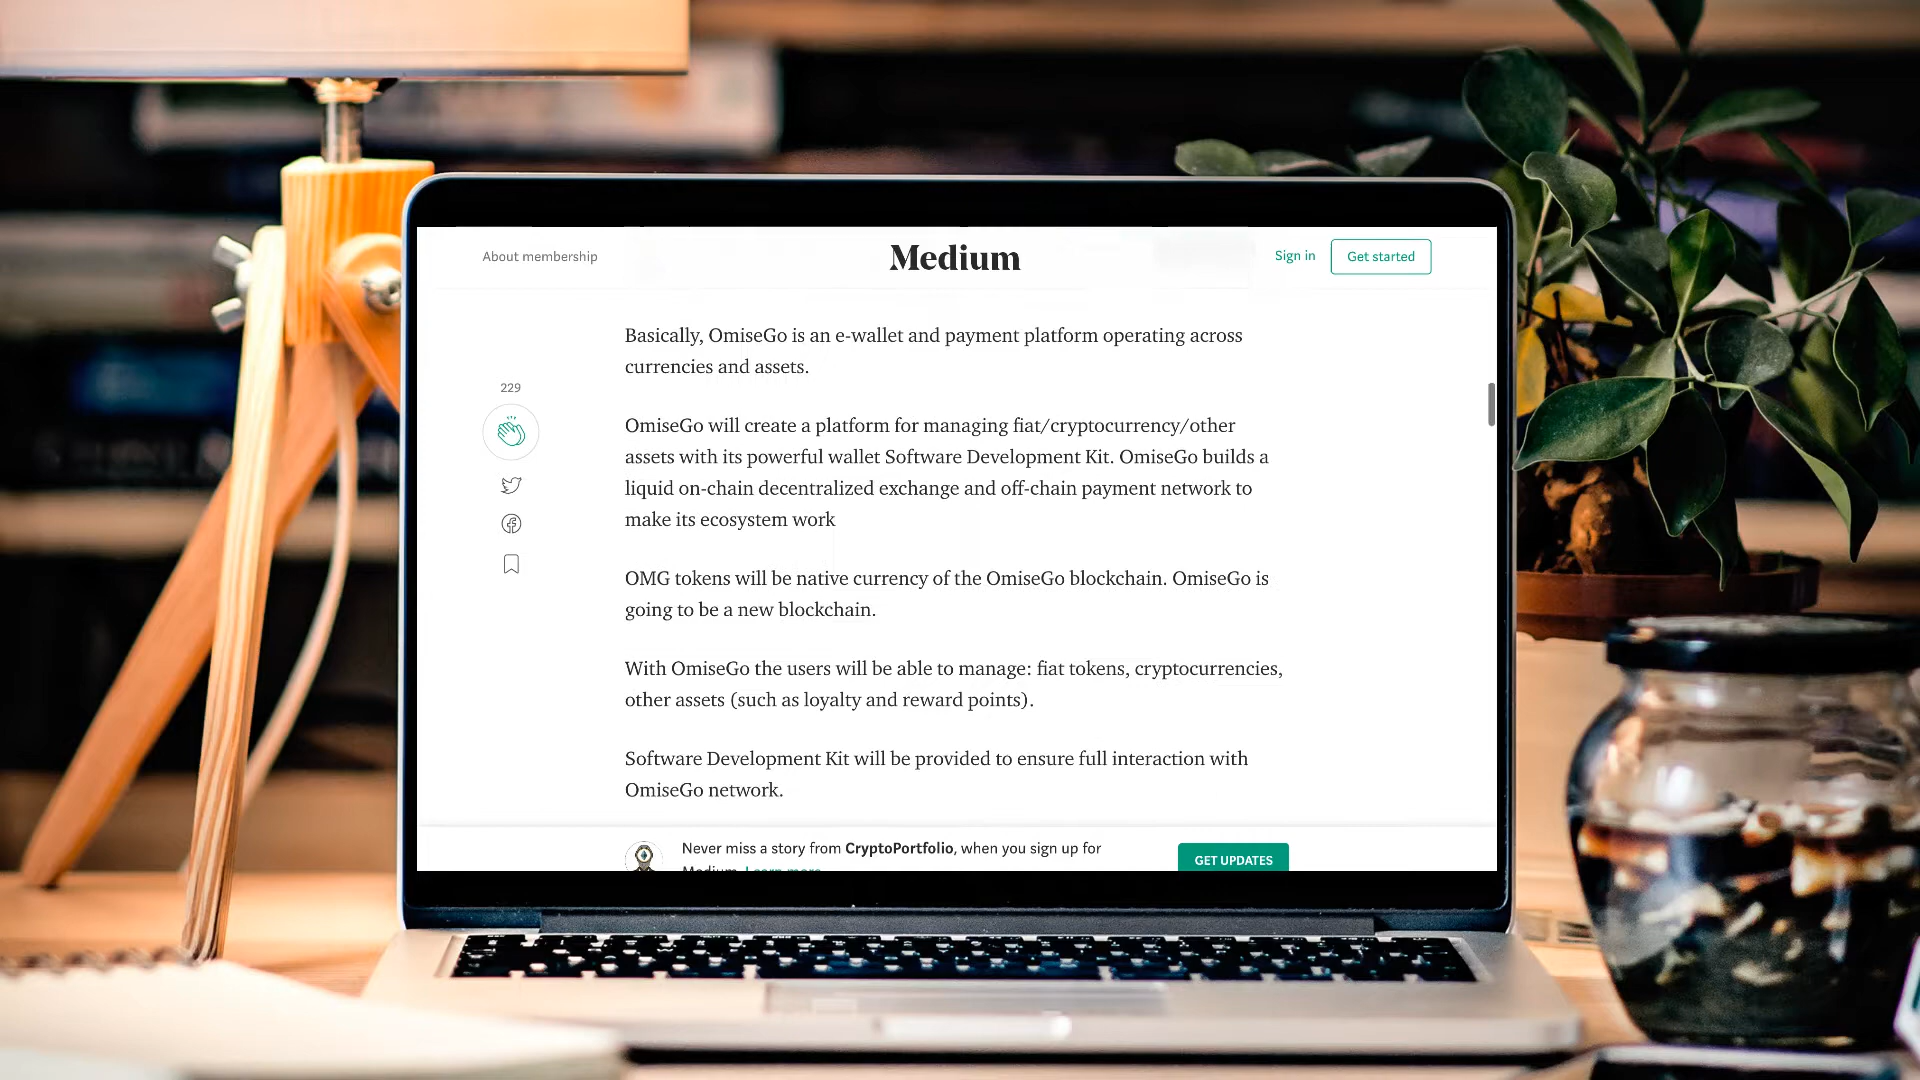 About membership
Medium
Sign in
Get started
229
Basically, OmiseGo is an e-wallet and payment platform operating across
currencies and assets.
OmiseGo will create a platform for managing fiat/cryptocurrency/other
assets with its powerful wallet Software Development Kit. OmiseGo builds a
liquid on-chain decentralized exchange and off-chain payment network to
make its ecosystem work
OMG tokens will be native currency of the OmiseGo blockchain. OmiseGo is
going to be a new blockchain.
With OmiseGo the users will be able to manage: fiat tokens, cryptocurrencies,
other assets (such as loyalty and reward points).
Software Development Kit will be provided to ensure full interaction with
OmiseGo network.
Never miss a story from CryptoPortfolio, when you sign up for
Medium. Learn more
GET UPDATES